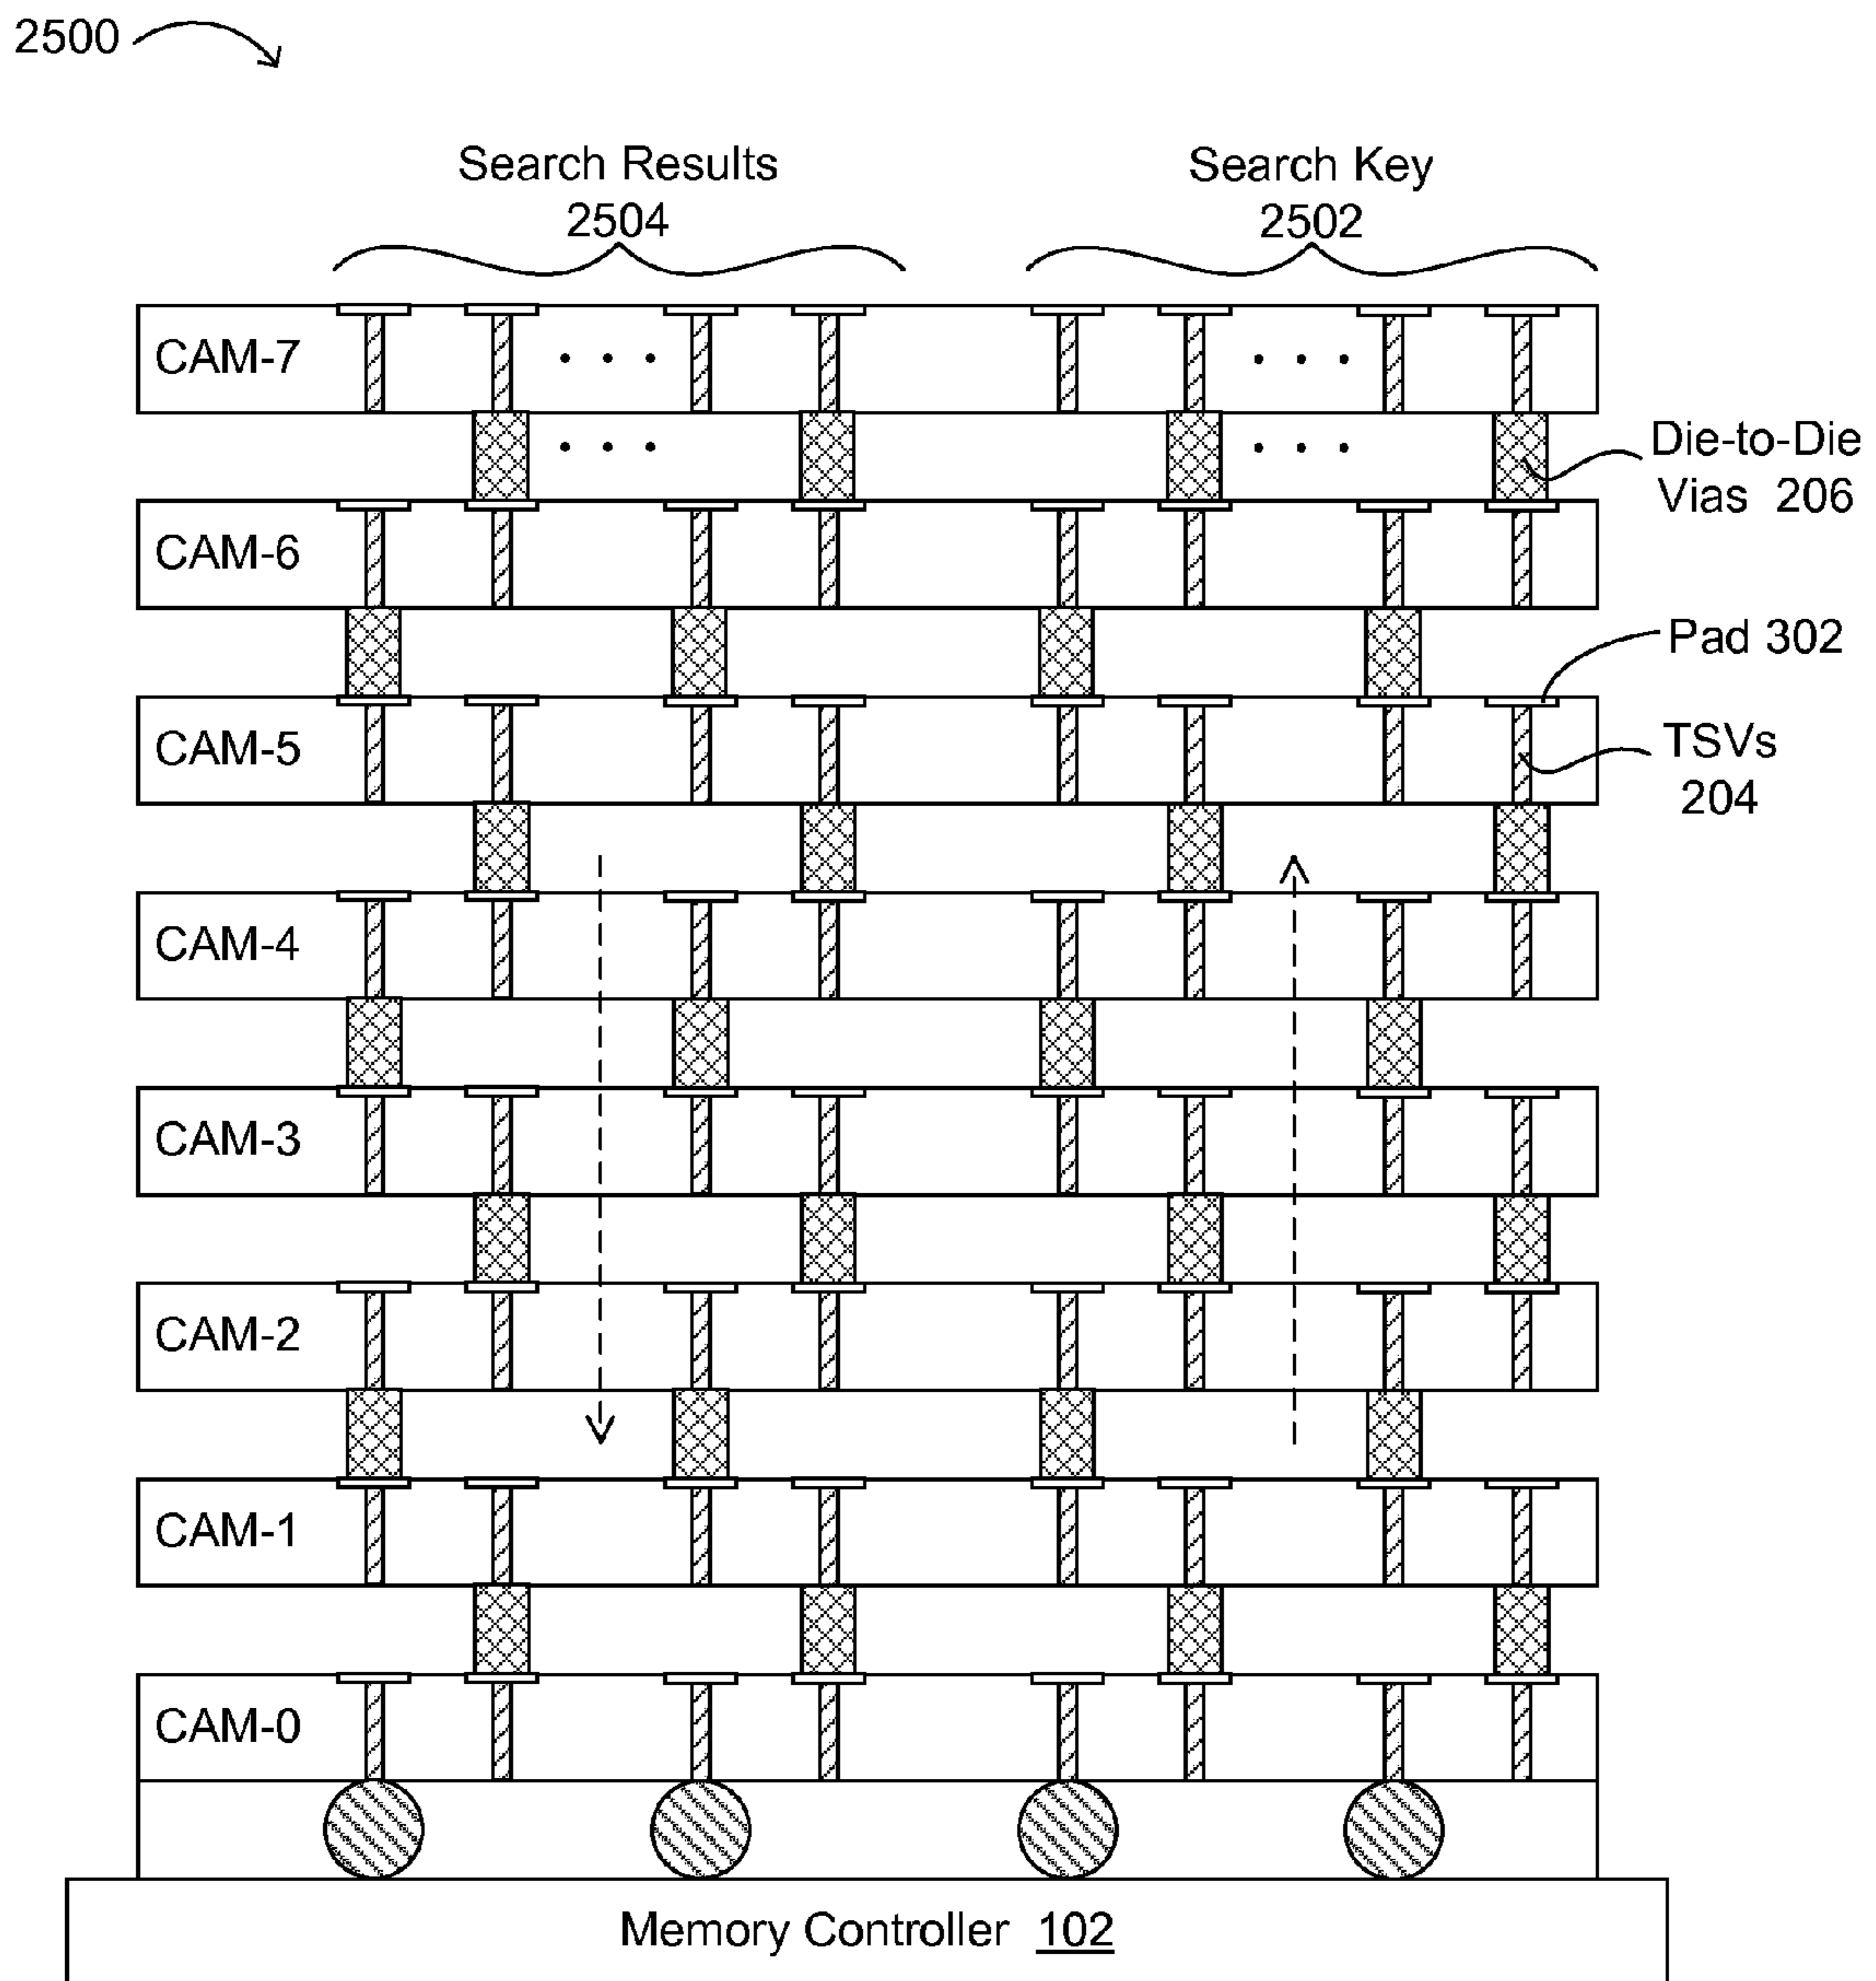 2500
Search Results
2504
Search Key
2502
CAM-7
Die-to-Die
Vias 206
CAM-6
Pad 302
CAM-5
TSVs
204
CAM-4
CAM-3
CAM-2
CAM-1
CAM-0
Memory Controller 102